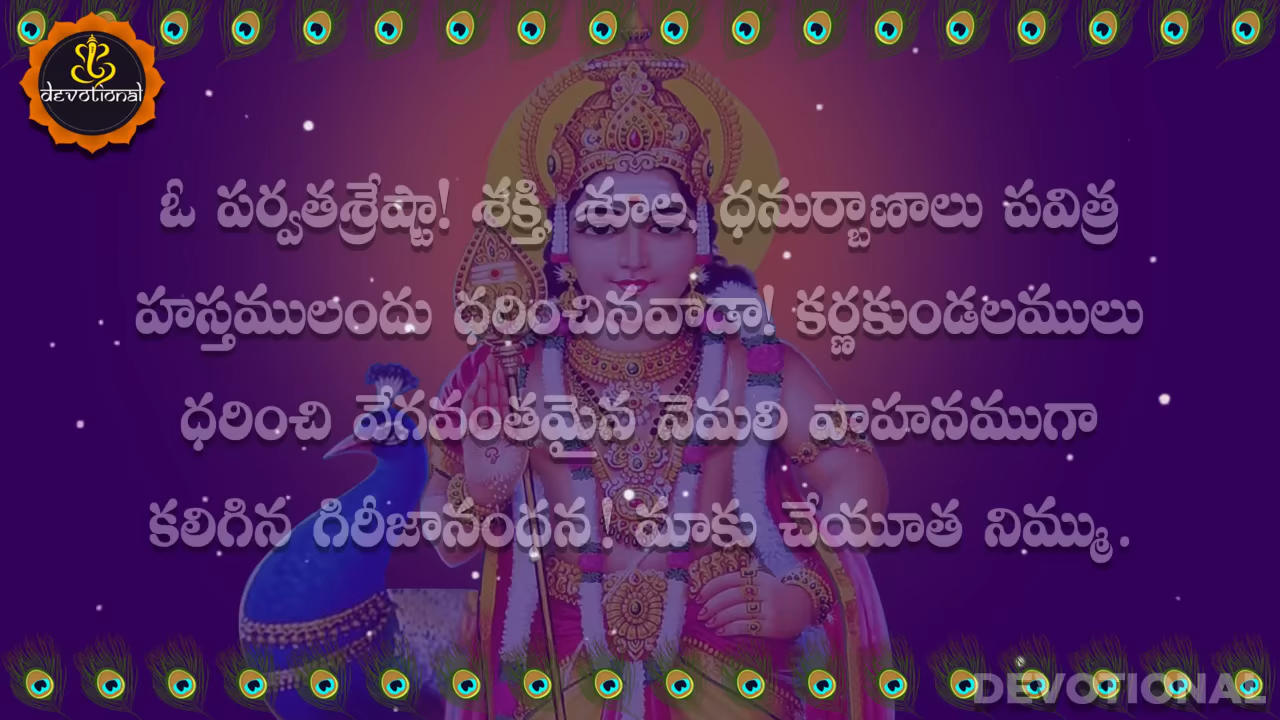 devotional
ఓ పర్వతశ్రేష్టా! శక్తి, శూల, ధనుర్బాణాలు పవిత్ర
హస్తములందు ధరించినవాడా! కర్ణకుండలములు
ధరించి వేగవంతమైన నెమలి వాహనముగా
కలిగిన గిరీజానందన! మాకు చేయూత నిమ్ము.
DEVOTIONAL